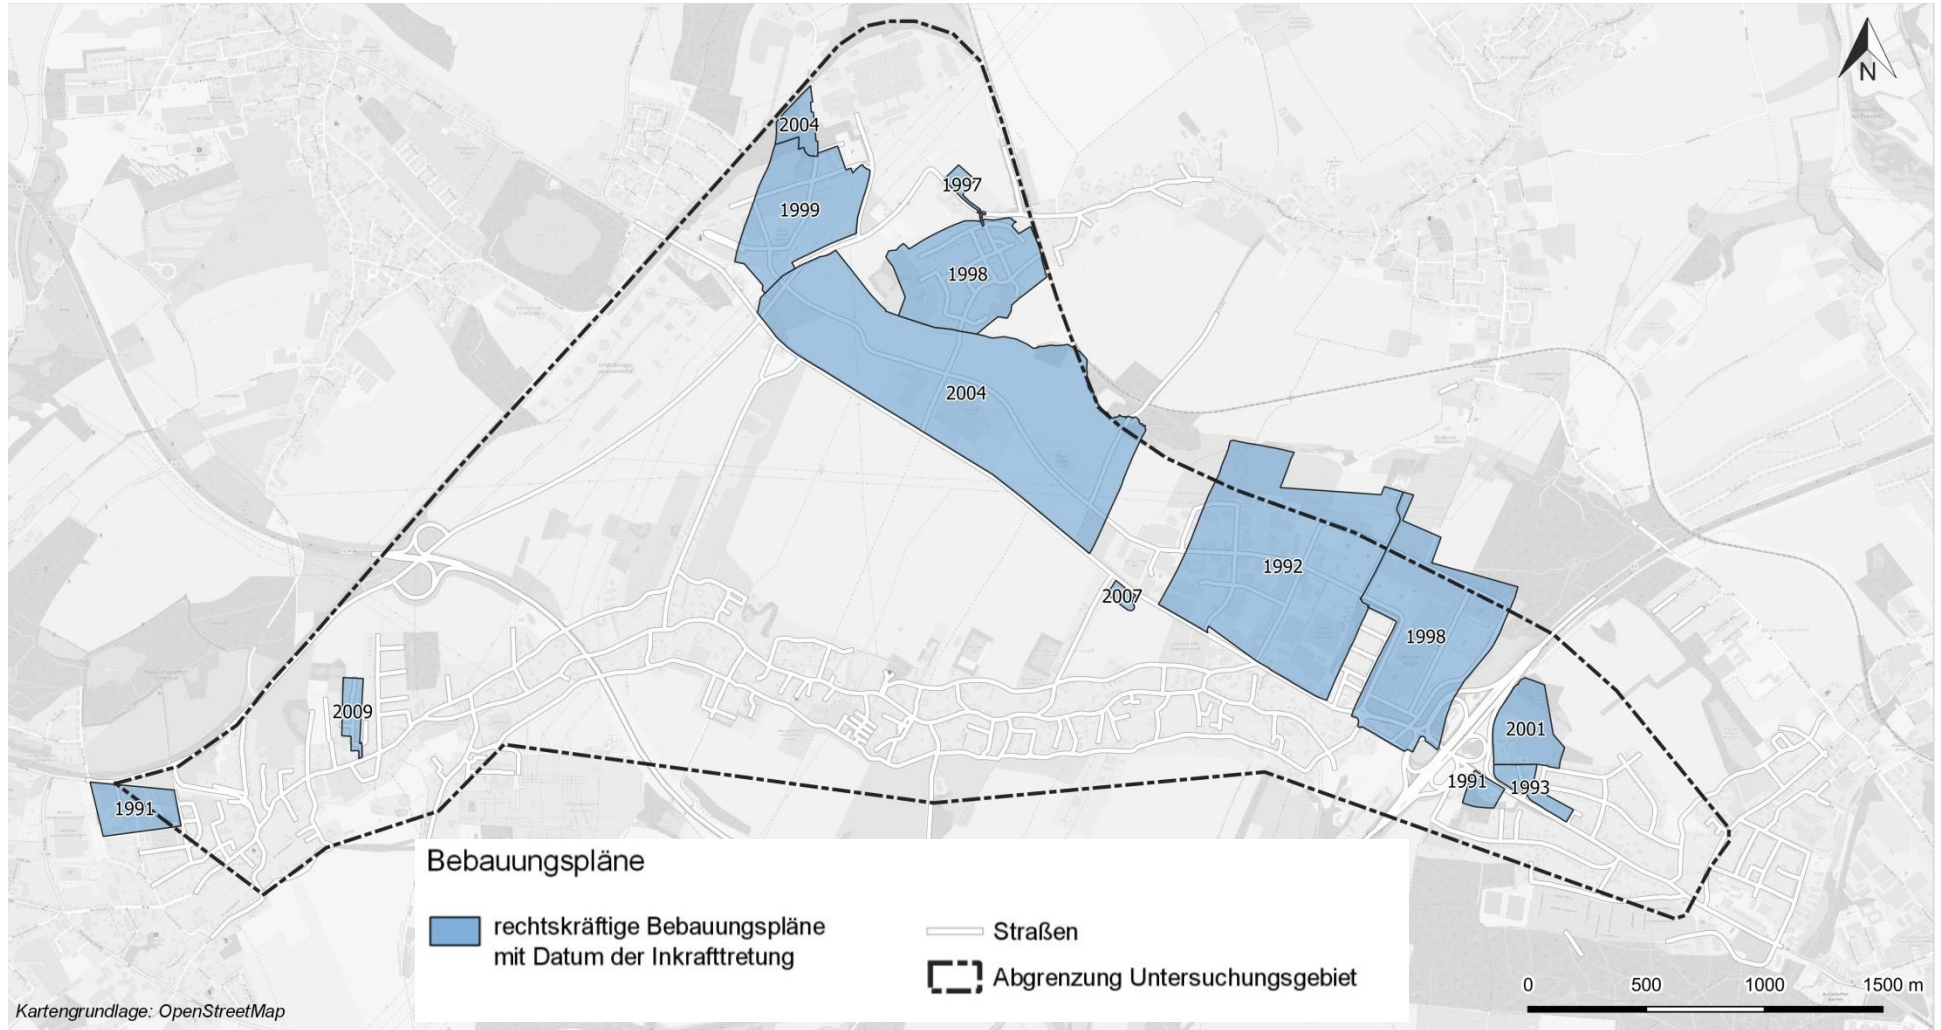 N
2004
1997
1999
1998
2004
1992
2007
1998
2009
2001
1991
1993
1991
Bebauungspläne
rechtskräftige Bebauungspläne
mit Datum der Inkrafttretung
Straßen
Abgrenzung Untersuchungsgebiet
0 500 1000 1500 m
Kartengrundlage: OpenStreetMap